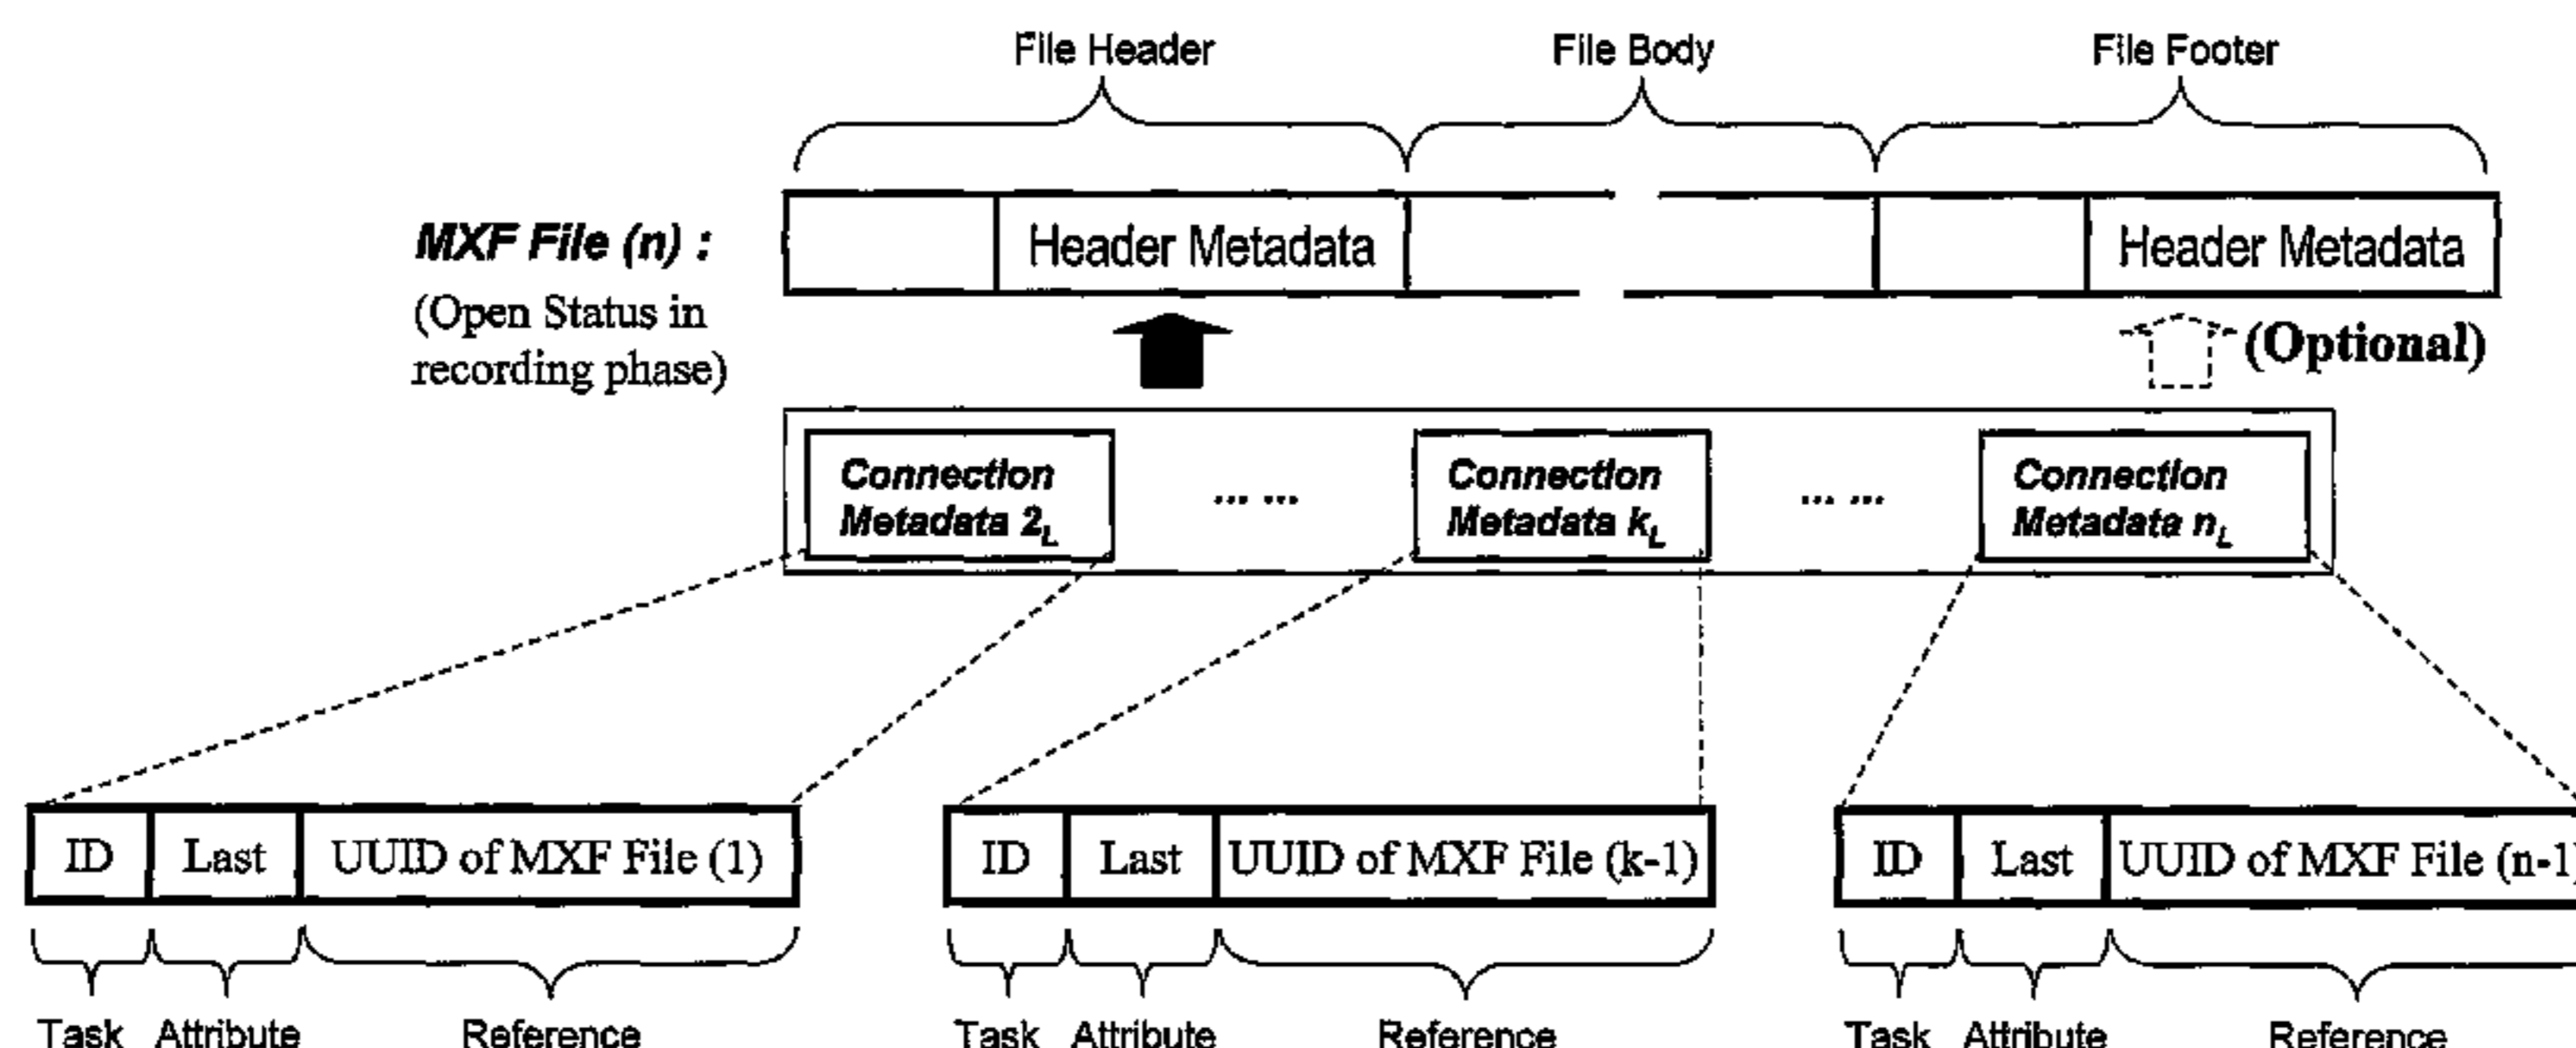 File Header File Body File Footer
MXF File (n) : Header Metadata Header Metadata
(Open Status in
recording phase)
(Optional)
Connection
Metadata 2L
... ...
Connection
Metadata kL
... ...
Connection
Metadata nL
ID Last UUID of MXF File (1)
ID Last UUID of MXF File (k-1)
ID Last UUID of MXF File (n-1)
Task Attribute Reference
Task Attribute Reference
Task Attribute Reference